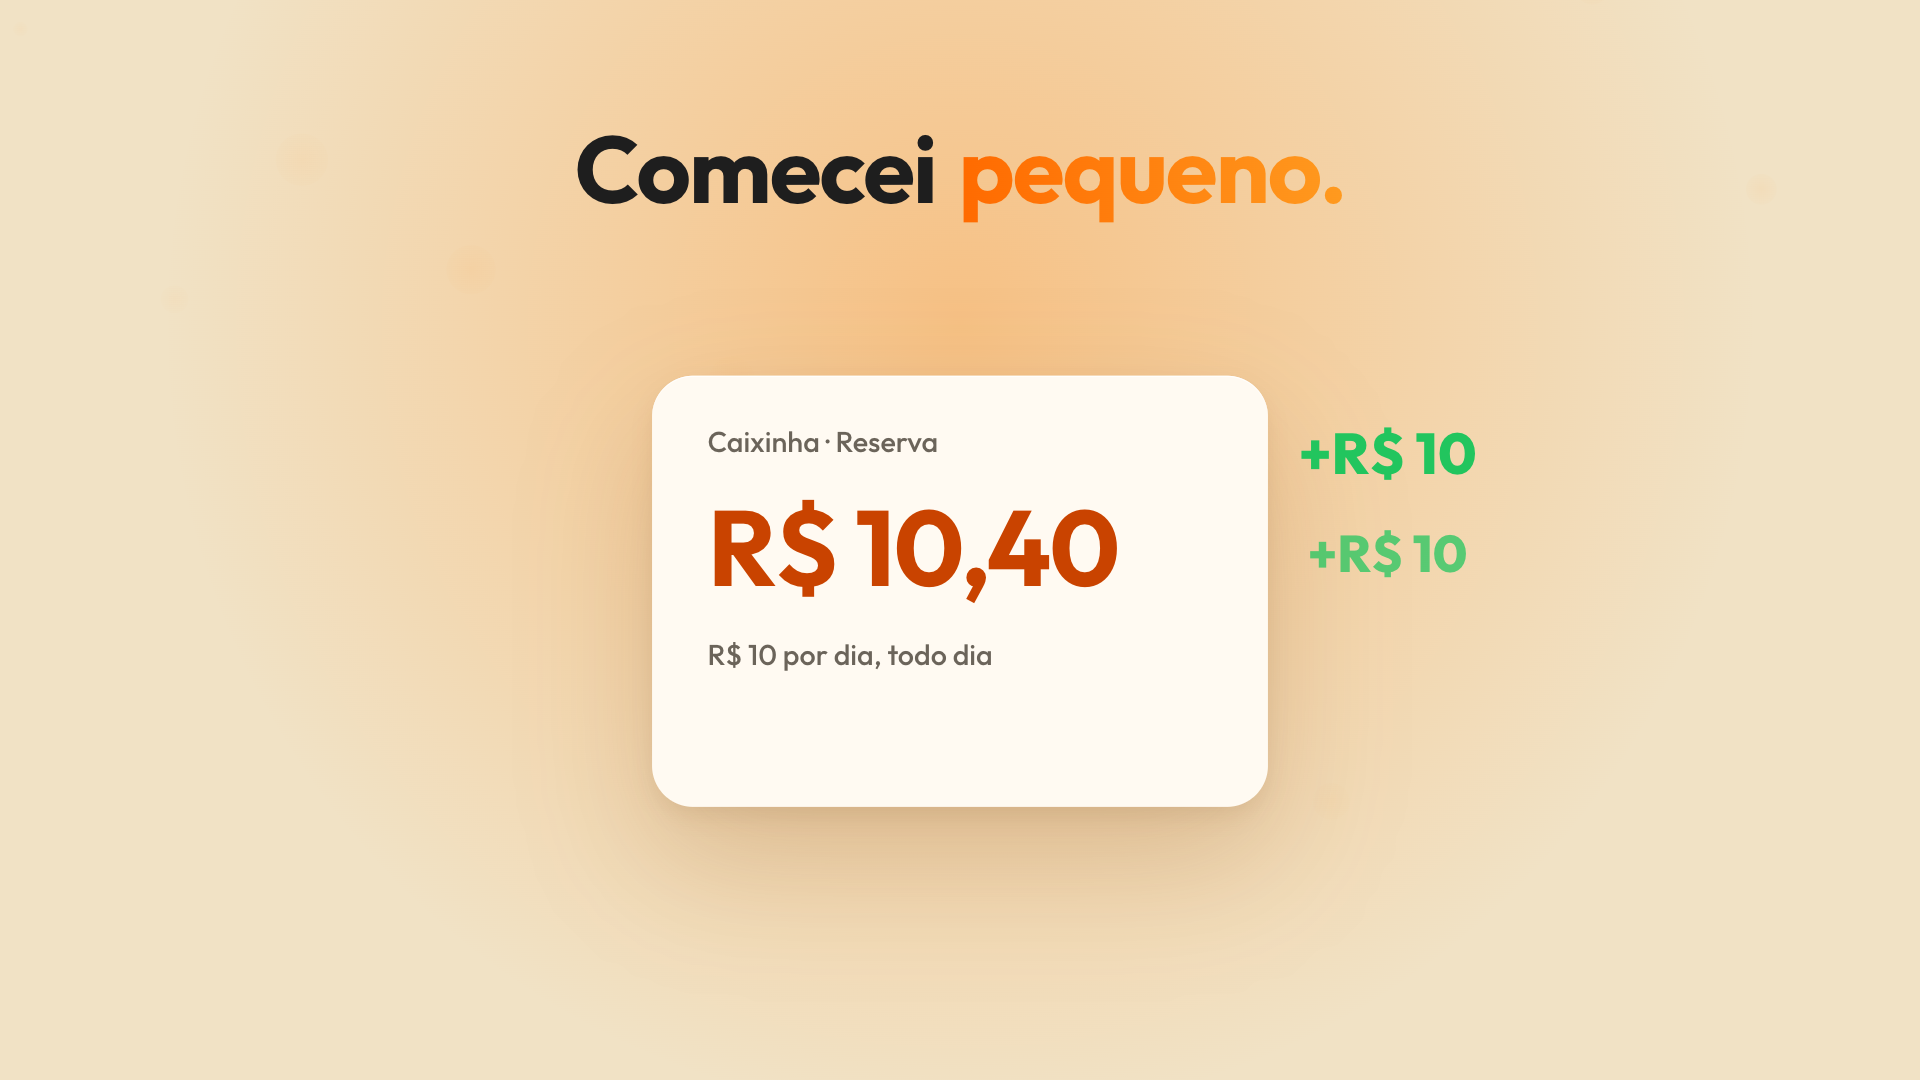 Comecei pequeno.
Caixinha · Reserva
R$ 10,40
R$ 10 por dia, todo dia
+R$ 10
+R$ 10